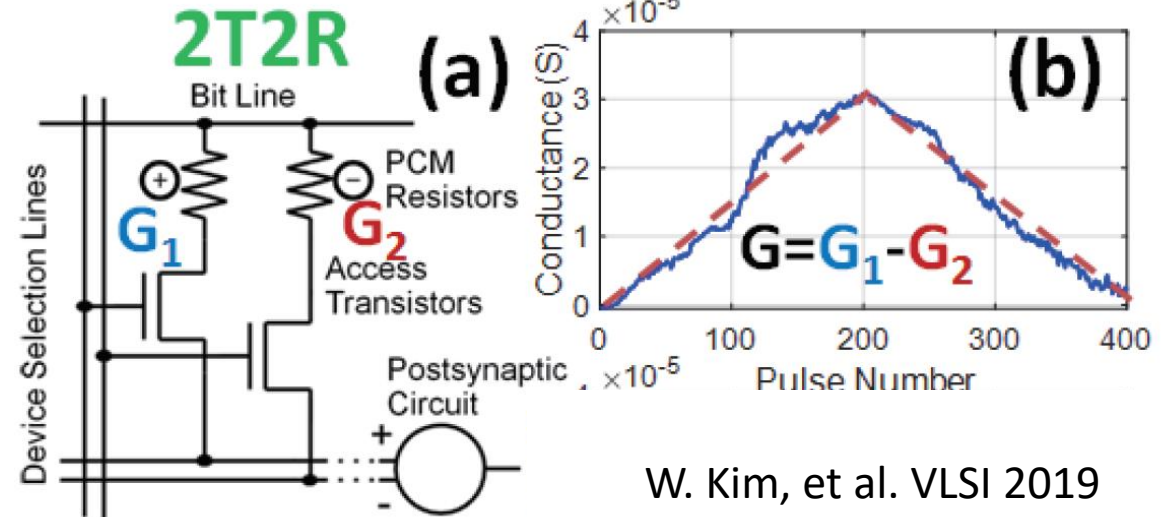 2T2R
(a)
Bit Line
Device Selection Lines
+
-
PCM
Resistors
G1
G2
Access
Transistors
Postsynaptic
Circuit
+
-
×10-5
(b)
Conductance (S)
4
3
2
1
0
G=G1-G2
0 100 200 300 400
×10-5
Pulse Number
W. Kim, et al. VLSI 2019